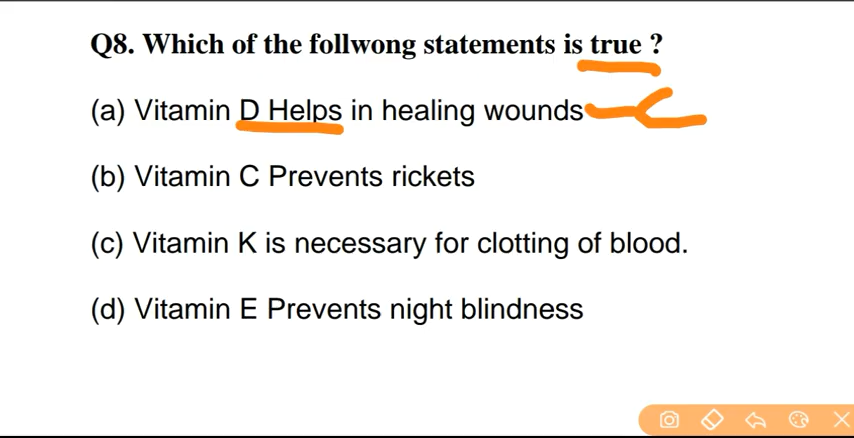 Q8. Which of the follwong statements is true ?
(a) Vitamin D Helps in healing wounds - C
(b) Vitamin C Prevents rickets
(c) Vitamin K is necessary for clotting of blood.
(d) Vitamin E Prevents night blindness